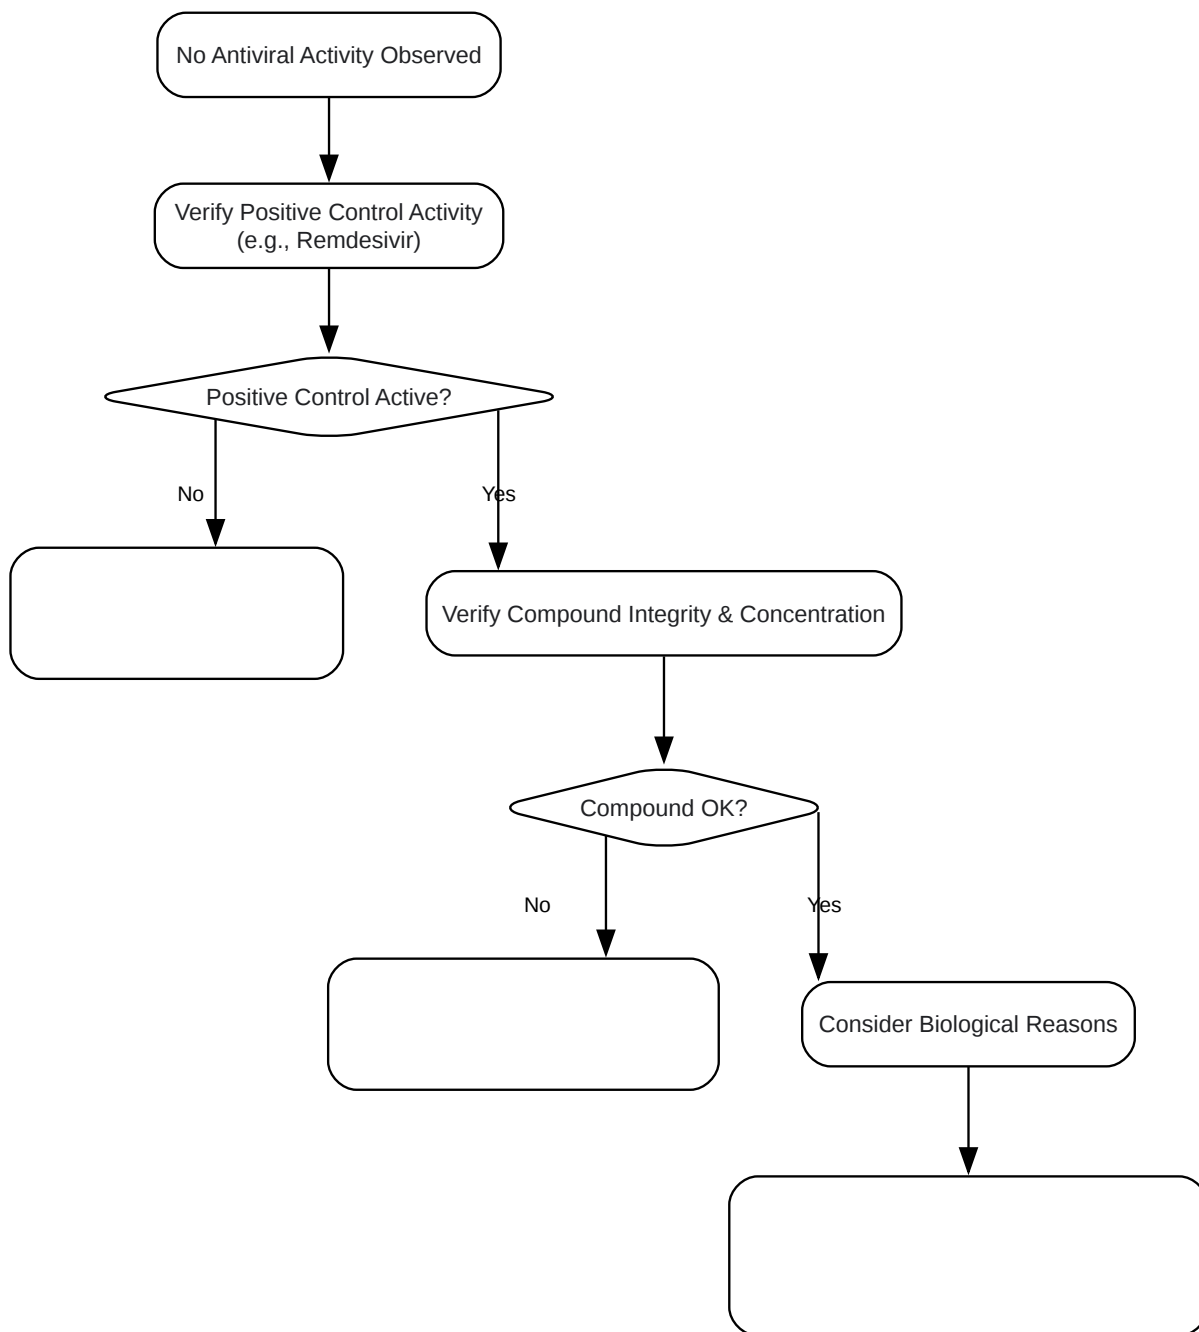 No Antiviral Activity Observed
Verify Positive Control Activity
(e.g., Remdesivir)
Positive Control Active?
No
Yes
Verify Compound Integrity & Concentration
Compound OK?
No
Yes
Consider Biological Reasons